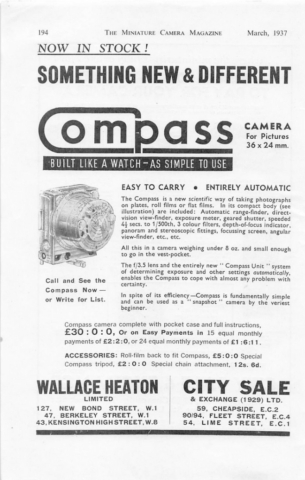 194 THE MINIATURE CAMERA MAGAZINE March, 1937
NOW IN STOCK!
SOMETHING NEW & DIFFERENT
Compass CAMERA
For Pictures
36 x 24 mm.
BUILT LIKE A WATCH - AS SIMPLE TO USE
EASY TO CARRY • ENTIRELY AUTOMATIC
The Compass is a new scientific way of taking photographs
on plates, roll films or flat films. In its compact body (see
illustration) are included: Automatic range-finder, direct-
vision view-finder, exposure meter, geared shutter, speeded
4½ secs. to 1/500th, 3 colour filters, depth-of-focus indicator,
panoram and stereoscopic fittings, focussing screen, angular
view-finder, etc., etc.
All this in a camera weighing under 8 oz. and small enough
to go in the vest-pocket.
The f/3.5 lens and the entirely new "Compass Unit" system
of determining exposure and other settings automatically,
enables the Compass to cope with almost any problem with
certainty.
In spite of its efficiency—Compass is fundamentally simple
and can be used as a "snapshot" camera by the veriest
beginner.
Call and See the
Compass Now —
or Write for List.
Compass camera complete with pocket case and full instructions,
£30 : 0 : 0, Or on Easy Payments in 15 equal monthly
payments of £2:2:0, or 24 equal monthly payments of £1:6:11.
ACCESSORIES: Roll-film back to fit Compass, £5:0:0 Special
Compass tripod, £2 : 0 : 0 Special chain attachment, 12s. 6d.
WALLACE HEATON
LIMITED
127, NEW BOND STREET, W.1
47, BERKELEY STREET, W.1
43, KENSINGTON HIGH STREET, W.8
CITY SALE
& EXCHANGE (1929) LTD.
59, CHEAPSIDE, E.C.2
90/94, FLEET STREET, E.C.4
54, LIME STREET, E.C.1